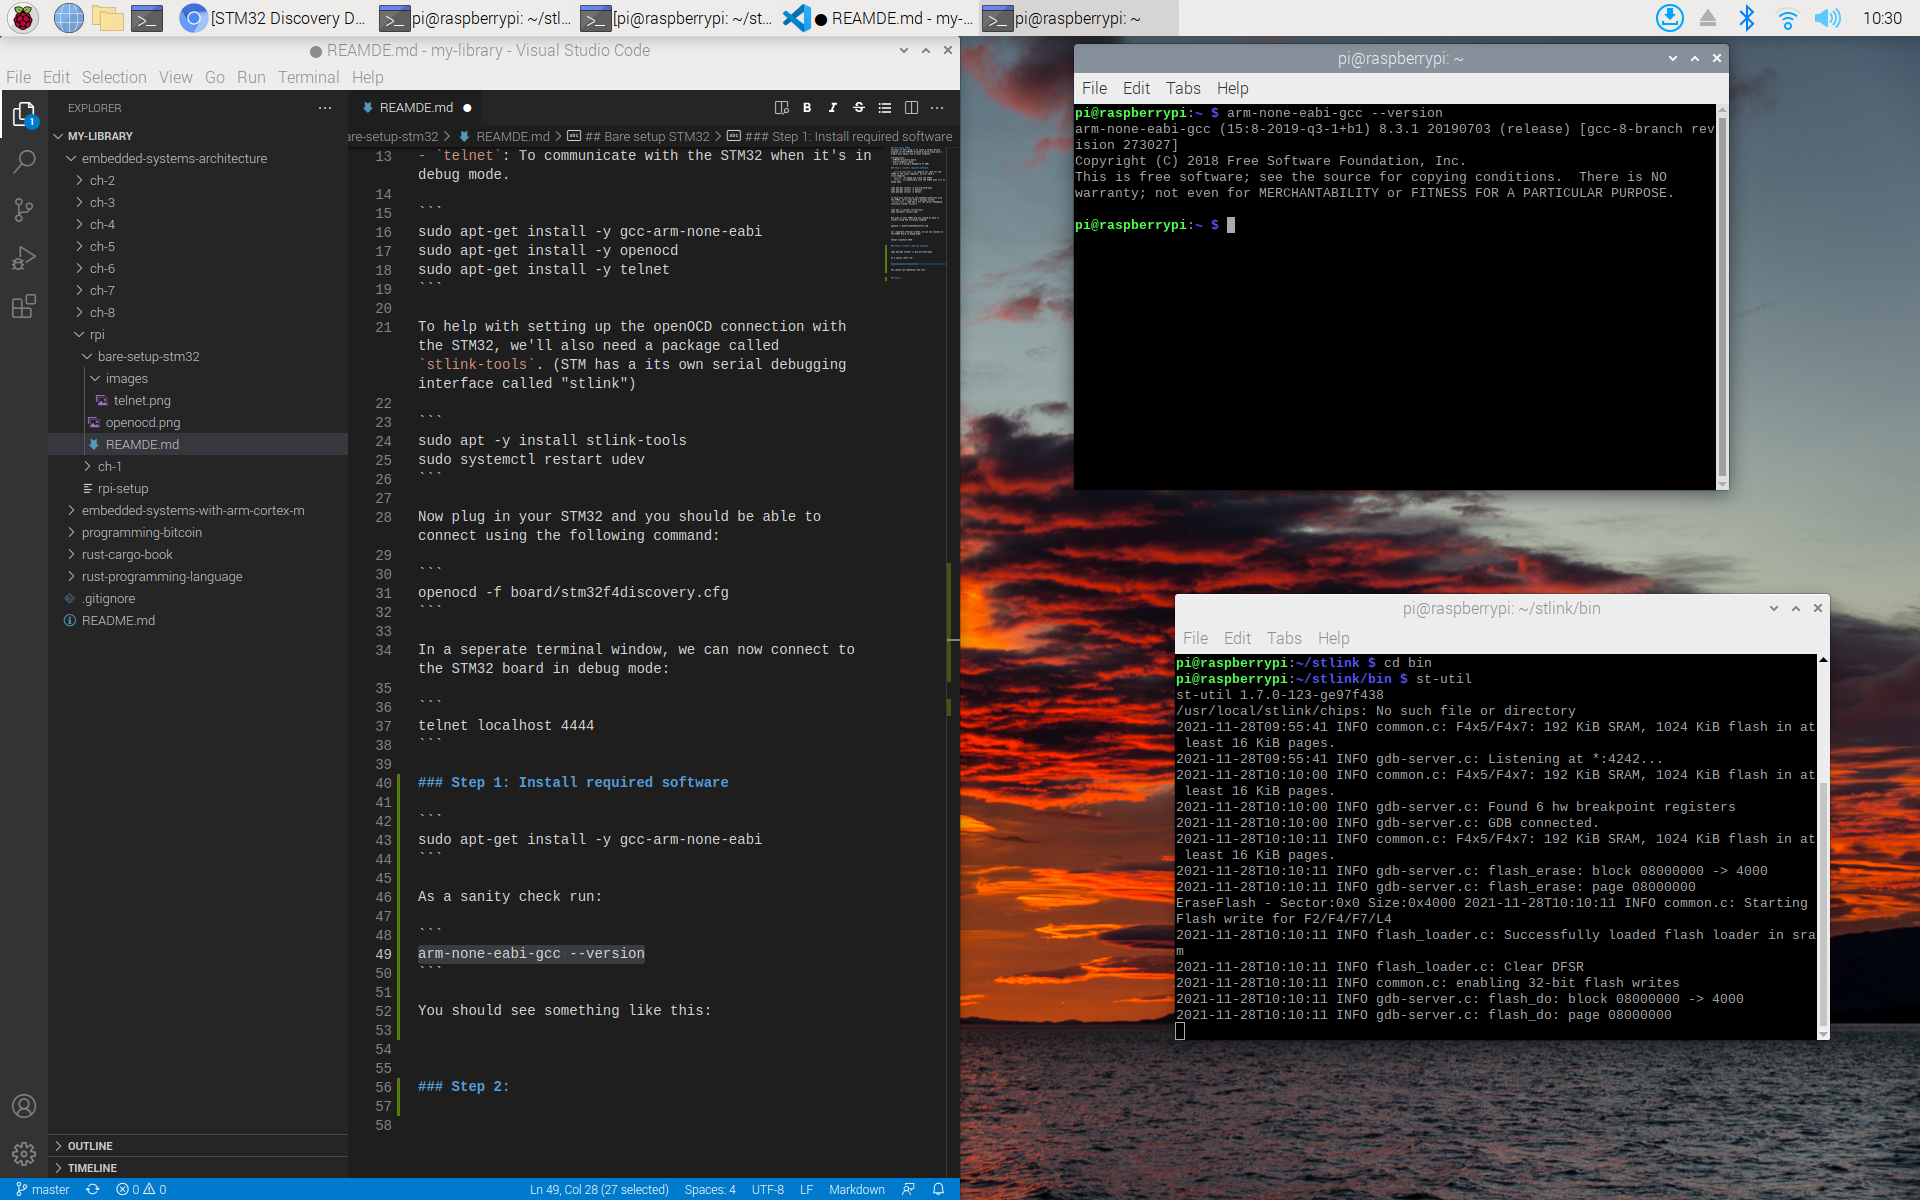 [STM32 Discovery D...
pi@raspberrypi: ~/stl...
[pi@raspberrypi: ~/st...
● REAMDE.md - my-...
pi@raspberrypi: ~
10:30
● REAMDE.md - my-library - Visual Studio Code
File Edit Selection View Go Run Terminal Help
EXPLORER
MY-LIBRARY
embedded-systems-architecture
ch-2
ch-3
ch-4
ch-5
ch-6
ch-7
ch-8
rpi
bare-setup-stm32
images
telnet.png
openocd.png
REAMDE.md
ch-1
rpi-setup
embedded-systems-with-arm-cortex-m
programming-bitcoin
rust-cargo-book
rust-programming-language
.gitignore
README.md
OUTLINE
TIMELINE
1
REAMDE.md ●
are-setup-stm32 > REAMDE.md > ## Bare setup STM32 > ### Step 1: Install required software
13 - `telnet`: To communicate with the STM32 when it's in
debug mode.
14
15 ```
16 sudo apt-get install -y gcc-arm-none-eabi
17 sudo apt-get install -y openocd
18 sudo apt-get install -y telnet
19 ```
20
21 To help with setting up the openOCD connection with
the STM32, we'll also need a package called
`stlink-tools`. (STM has a its own serial debugging
interface called "stlink")
22
23 ```
24 sudo apt -y install stlink-tools
25 sudo systemctl restart udev
26 ```
27
28 Now plug in your STM32 and you should be able to
connect using the following command:
29
30 ```
31 openocd -f board/stm32f4discovery.cfg
32 ```
33
34 In a seperate terminal window, we can now connect to
the STM32 board in debug mode:
35
36 ```
37 telnet localhost 4444
38 ```
39
40 ### Step 1: Install required software
41
42 ```
43 sudo apt-get install -y gcc-arm-none-eabi
44 ```
45
46 As a sanity check run:
47
48 ```
49 arm-none-eabi-gcc --version
50 ```
51
52 You should see something like this:
53
54
55
56 ### Step 2:
57
58
master 0 0 Ln 49, Col 28 (27 selected) Spaces: 4 UTF-8 LF Markdown
pi@raspberrypi: ~
File Edit Tabs Help
pi@raspberrypi:~ $ arm-none-eabi-gcc --version
arm-none-eabi-gcc (15:8-2019-q3-1+b1) 8.3.1 20190703 (release) [gcc-8-branch rev
ision 273027]
Copyright (C) 2018 Free Software Foundation, Inc.
This is free software; see the source for copying conditions.  There is NO
warranty; not even for MERCHANTABILITY or FITNESS FOR A PARTICULAR PURPOSE.
pi@raspberrypi:~ $
pi@raspberrypi: ~/stlink/bin
File Edit Tabs Help
pi@raspberrypi:~/stlink $ cd bin
pi@raspberrypi:~/stlink/bin $ st-util
st-util 1.7.0-123-ge97f438
/usr/local/stlink/chips: No such file or directory
2021-11-28T09:55:41 INFO common.c: F4x5/F4x7: 192 KiB SRAM, 1024 KiB flash in at
least 16 KiB pages.
2021-11-28T09:55:41 INFO gdb-server.c: Listening at *:4242...
2021-11-28T10:10:00 INFO common.c: F4x5/F4x7: 192 KiB SRAM, 1024 KiB flash in at
least 16 KiB pages.
2021-11-28T10:10:00 INFO gdb-server.c: Found 6 hw breakpoint registers
2021-11-28T10:10:00 INFO gdb-server.c: GDB connected.
2021-11-28T10:10:11 INFO common.c: F4x5/F4x7: 192 KiB SRAM, 1024 KiB flash in at
least 16 KiB pages.
2021-11-28T10:10:11 INFO gdb-server.c: flash_erase: block 08000000 -> 4000
2021-11-28T10:10:11 INFO gdb-server.c: flash_erase: page 08000000
EraseFlash - Sector:0x0 Size:0x4000 2021-11-28T10:10:11 INFO common.c: Starting
Flash write for F2/F4/F7/L4
2021-11-28T10:10:11 INFO flash_loader.c: Successfully loaded flash loader in sra
m
2021-11-28T10:10:11 INFO flash_loader.c: Clear DFSR
2021-11-28T10:10:11 INFO common.c: enabling 32-bit flash writes
2021-11-28T10:10:11 INFO gdb-server.c: flash_do: block 08000000 -> 4000
2021-11-28T10:10:11 INFO gdb-server.c: flash_do: page 08000000